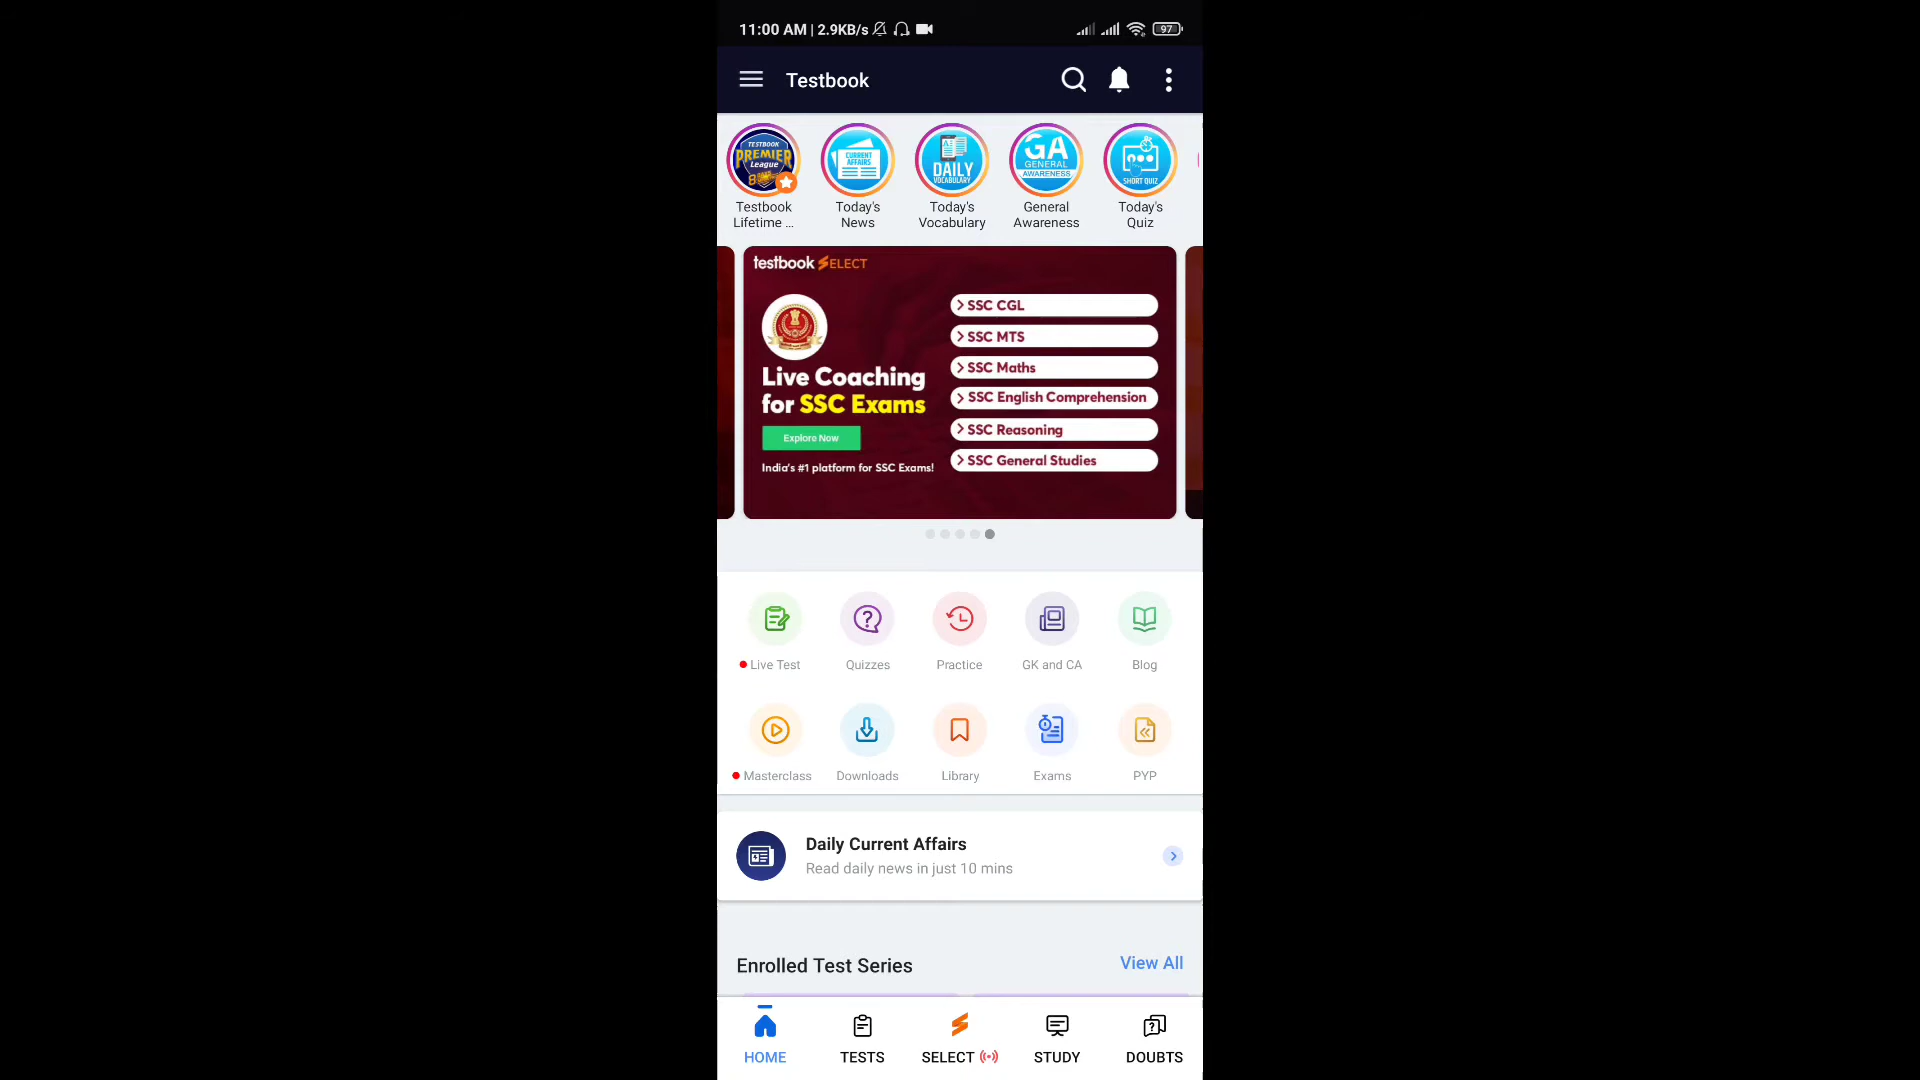 11:00 AM | 2.9KB/s
97
Testbook
TESTBOOK
PREMIER
League
CURRENT
AFFAIRS
DAILY
VOCABULARY
GA
GENERAL
AWARENESS
SHORT QUIZ
Testbook
Lifetime ...
Today's
News
Today's
Vocabulary
General
Awareness
Today's
Quiz
testbook SELECT
Live Coaching
for SSC Exams
Explore Now
India's #1 platform for SSC Exams!
SSC CGL
SSC MTS
SSC Maths
SSC English Comprehension
SSC Reasoning
SSC General Studies
Live Test
Quizzes
Practice
GK and CA
Blog
Masterclass
Downloads
Library
Exams
PYP
Daily Current Affairs
Read daily news in just 10 mins
Enrolled Test Series
View All
HOME
TESTS
SELECT
STUDY
DOUBTS